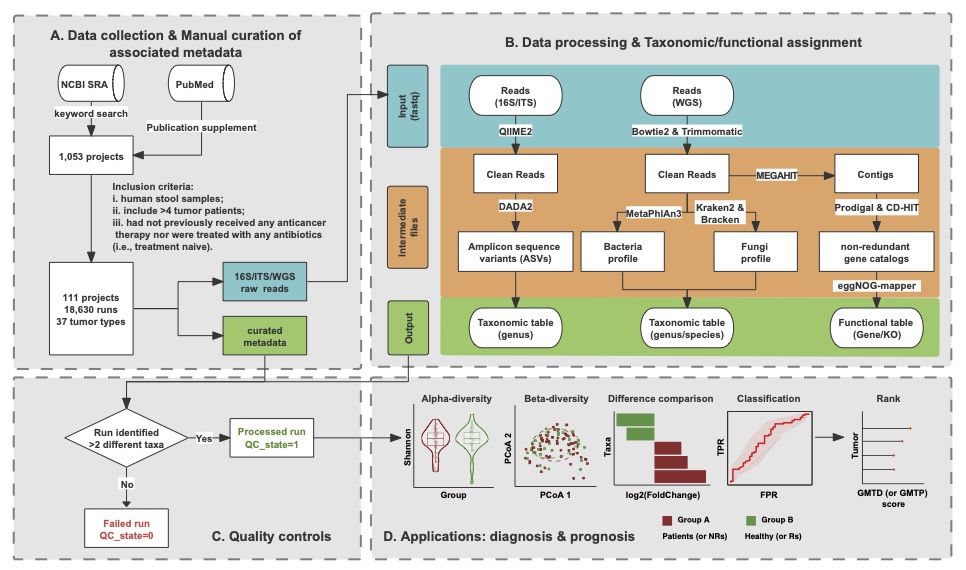 A. Data collection & Manual curation of
associated metadata
NCBI SRA
PubMed
keyword search
Publication supplement
1,053 projects
Inclusion criteria:
i. human stool samples;
ii. include >4 tumor patients;
iii. had not previously received any anticancer
therapy nor were treated with any antibiotics
(i.e., treatment naive).
111 projects
18,630 runs
37 tumor types
16S/ITS/WGS
raw reads
curated
metadata
B. Data processing & Taxonomic/functional assignment
Input
(fastq)
Reads
(16S/ITS)
Reads
(WGS)
QIIME2
Bowtie2 & Trimmomatic
Intermediate
files
Clean Reads
Clean Reads
MEGAHIT
Contigs
DADA2
MetaPhlAn3
Kraken2 &
Bracken
Prodigal & CD-HIT
Amplicon sequence
variants (ASVs)
Bacteria
profile
Fungi
profile
non-redundant
gene catalogs
eggNOG-mapper
Output
Taxonomic table
(genus)
Taxonomic table
(genus/species)
Functional table
(Gene/KO)
Run identified
>2 different taxa
Yes
Processed run
QC_state=1
No
Failed run
QC_state=0
C. Quality controls
Alpha-diversity
Shannon
Group
Beta-diversity
PCoA 2
PCoA 1
Difference comparison
Taxa
log2(FoldChange)
Classification
TPR
FPR
Rank
Tumor
GMTD (or GMTP)
score
Group A
Patients (or NRs)
Group B
Healthy (or Rs)
D. Applications: diagnosis & prognosis